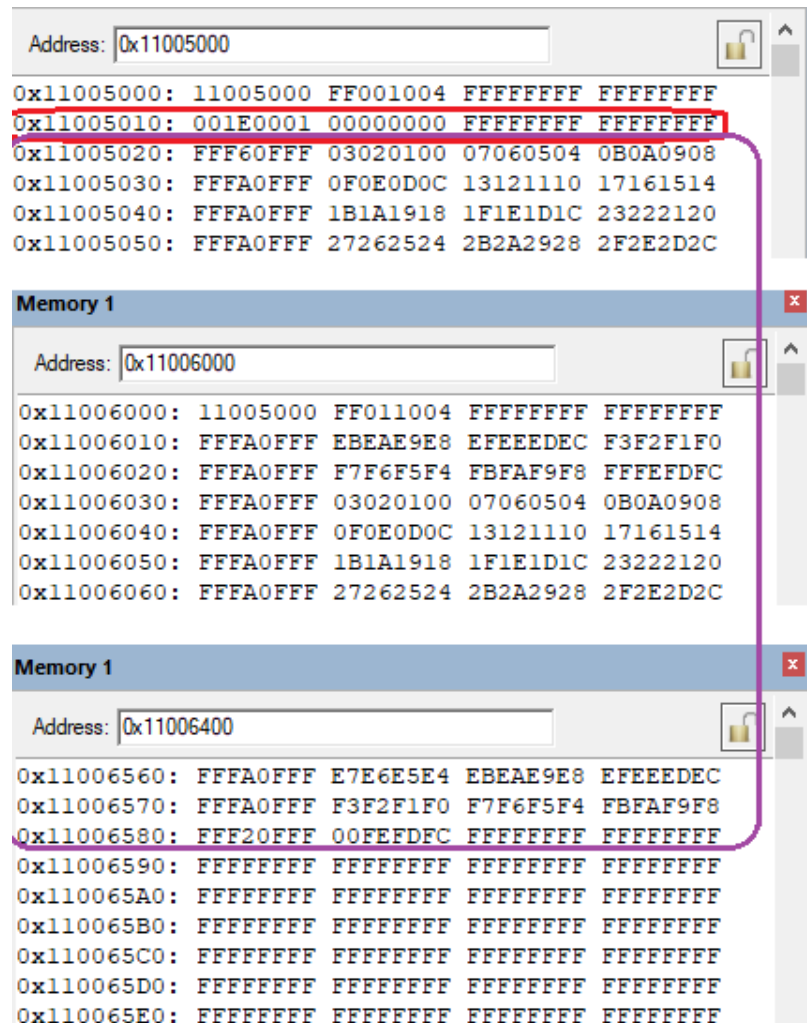 Address: 0x11005000
0x11005000: 11005000 FF001004 FFFFFFFF FFFFFFFF
0x11005010: 001E0001 00000000 FFFFFFFF FFFFFFFF
0x11005020: FFF60FFF 03020100 07060504 0B0A0908
0x11005030: FFFA0FFF 0F0E0D0C 13121110 17161514
0x11005040: FFFA0FFF 1B1A1918 1F1E1D1C 23222120
0x11005050: FFFA0FFF 27262524 2B2A2928 2F2E2D2C
Memory 1
Address: 0x11006000
0x11006000: 11005000 FF011004 FFFFFFFF FFFFFFFF
0x11006010: FFFA0FFF EBEAE9E8 EFEEEDEC F3F2F1F0
0x11006020: FFFA0FFF F7F6F5F4 FBFAF9F8 FFFEFDFC
0x11006030: FFFA0FFF 03020100 07060504 0B0A0908
0x11006040: FFFA0FFF 0F0E0D0C 13121110 17161514
0x11006050: FFFA0FFF 1B1A1918 1F1E1D1C 23222120
0x11006060: FFFA0FFF 27262524 2B2A2928 2F2E2D2C
Memory 1
Address: 0x11006400
0x11006560: FFFA0FFF E7E6E5E4 EBEAE9E8 EFEEEDEC
0x11006570: FFFA0FFF F3F2F1F0 F7F6F5F4 FBFAF9F8
0x11006580: FFF20FFF 00FEFDFC FFFFFFFF FFFFFFFF
0x11006590: FFFFFFFF FFFFFFFF FFFFFFFF FFFFFFFF
0x110065A0: FFFFFFFF FFFFFFFF FFFFFFFF FFFFFFFF
0x110065B0: FFFFFFFF FFFFFFFF FFFFFFFF FFFFFFFF
0x110065C0: FFFFFFFF FFFFFFFF FFFFFFFF FFFFFFFF
0x110065D0: FFFFFFFF FFFFFFFF FFFFFFFF FFFFFFFF
0x110065E0: FFFFFFFF FFFFFFFF FFFFFFFF FFFFFFFF